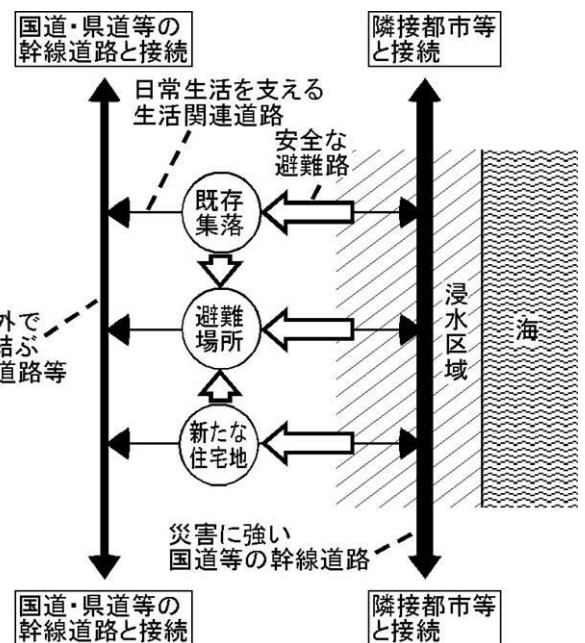 国道・県道等の
幹線道路と接続
隣接都市等
と接続
日常生活を支える
生活関連道路
安全な
避難路
既存
集落
避難
場所
新たな
住宅地
外で
結ぶ
道路等
浸水区域
海
災害に強い
国道等の幹線道路
国道・県道等の
幹線道路と接続
隣接都市等
と接続